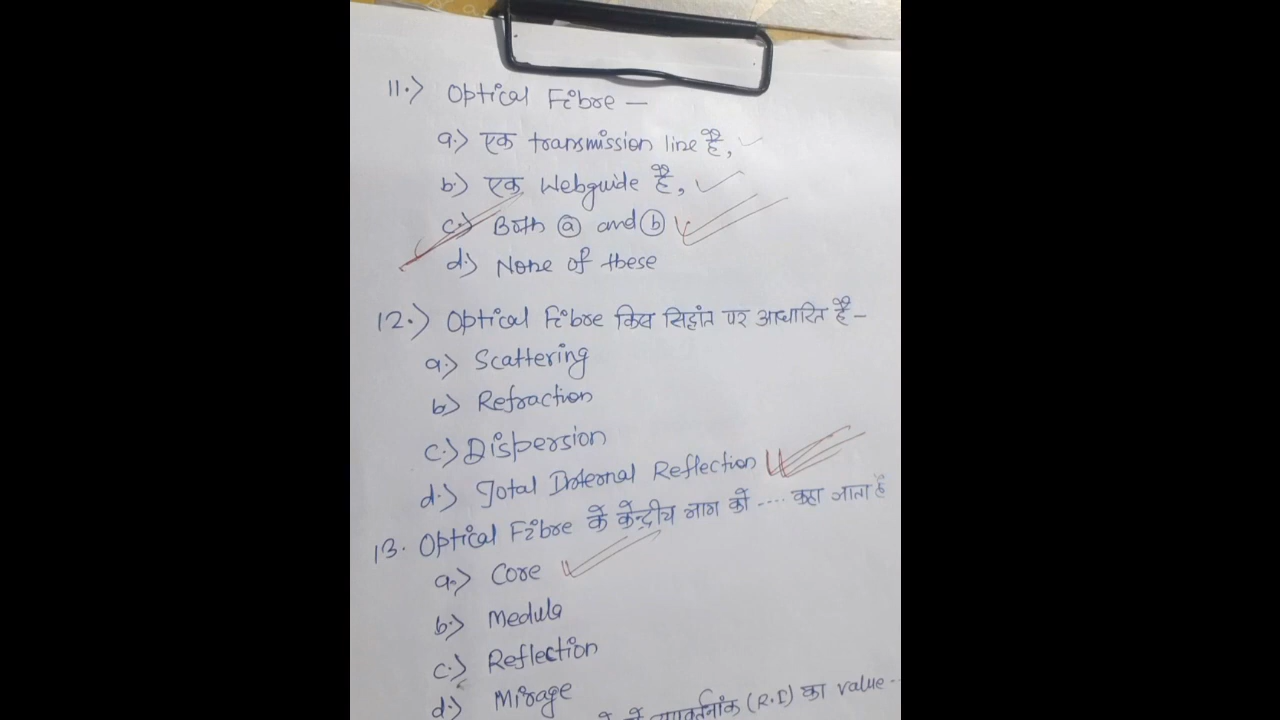 11.) Optical Fibre —
a.) एक transmission line है,
b.) एक Webguide है,
c.) Both ⓐ and ⓑ
d.) None of these
12.) Optical Fibre किस सिद्दांत पर आधारित है –
a.) Scattering
b.) Refraction
c.) Dispersion
d.) Total Internal Reflection
13. Optical Fibre के केन्द्रीय भाग को .... कहा जाता है
a.) Core
b.) Medula
c.) Reflection
d.) Mirage
(R.I) का value --